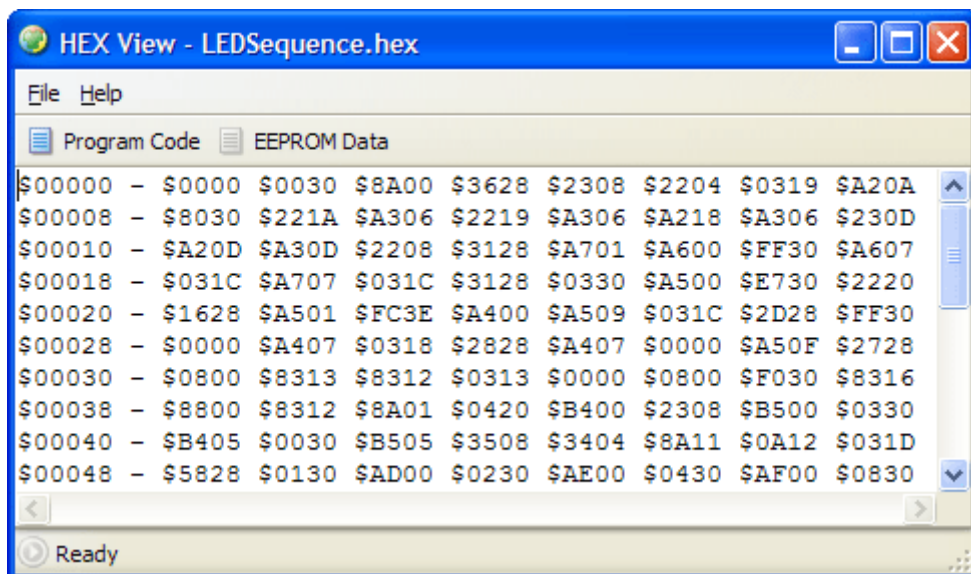 HEX View - LEDSequence.hex
File Help
Program Code EEPROM Data
$00000 - $0000 $0030 $8A00 $3628 $2308 $2204 $0319 $A20A
$00008 - $8030 $221A $A306 $2219 $A306 $A218 $A306 $230D
$00010 - $A20D $A30D $2208 $3128 $A701 $A600 $FF30 $A607
$00018 - $031C $A707 $031C $3128 $0330 $A500 $E730 $2220
$00020 - $1628 $A501 $FC3E $A400 $A509 $031C $2D28 $FF30
$00028 - $0000 $A407 $0318 $2828 $A407 $0000 $A50F $2728
$00030 - $0800 $8313 $8312 $0313 $0000 $0800 $F030 $8316
$00038 - $8800 $8312 $8A01 $0420 $B400 $2308 $B500 $0330
$00040 - $B405 $0030 $B505 $3508 $3404 $8A11 $0A12 $031D
$00048 - $5828 $0130 $AD00 $0230 $AE00 $0430 $AF00 $0830
Ready